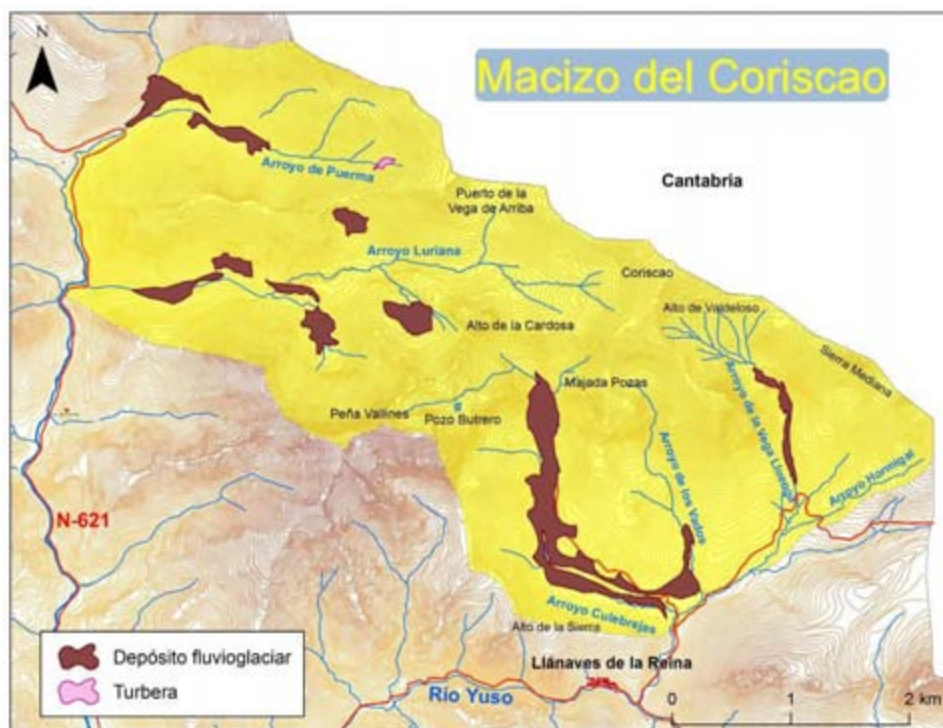 N
Macizo del Coriscao
Cantabria
Arroyo de Puerma
Puerto de la
Vega de Arriba
Arroyo Luriana
Coriscao
Alto de Valdeloso
Alto de la Cardosa
Sierra Mediana
Majada Pozas
Peña Vallines
Pozo Butrero
Arroyo de los Vados
Arroyo de la Vega Lluenga
Arroyo Hormigal
N-621
Arroyo Culebrejas
Alto de la Sierra
Llánaves de la Reina
Río Yuso
Depósito fluvioglaciar
Turbera
0 1 2 km